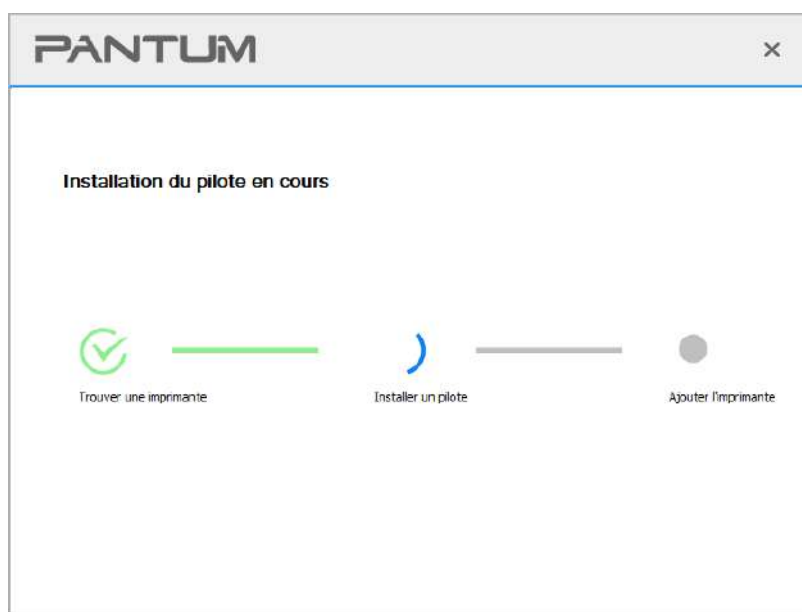 PANTUM
Installation du pilote en cours
Trouver une imprimante
Installer un pilote
Ajouter l'imprimante